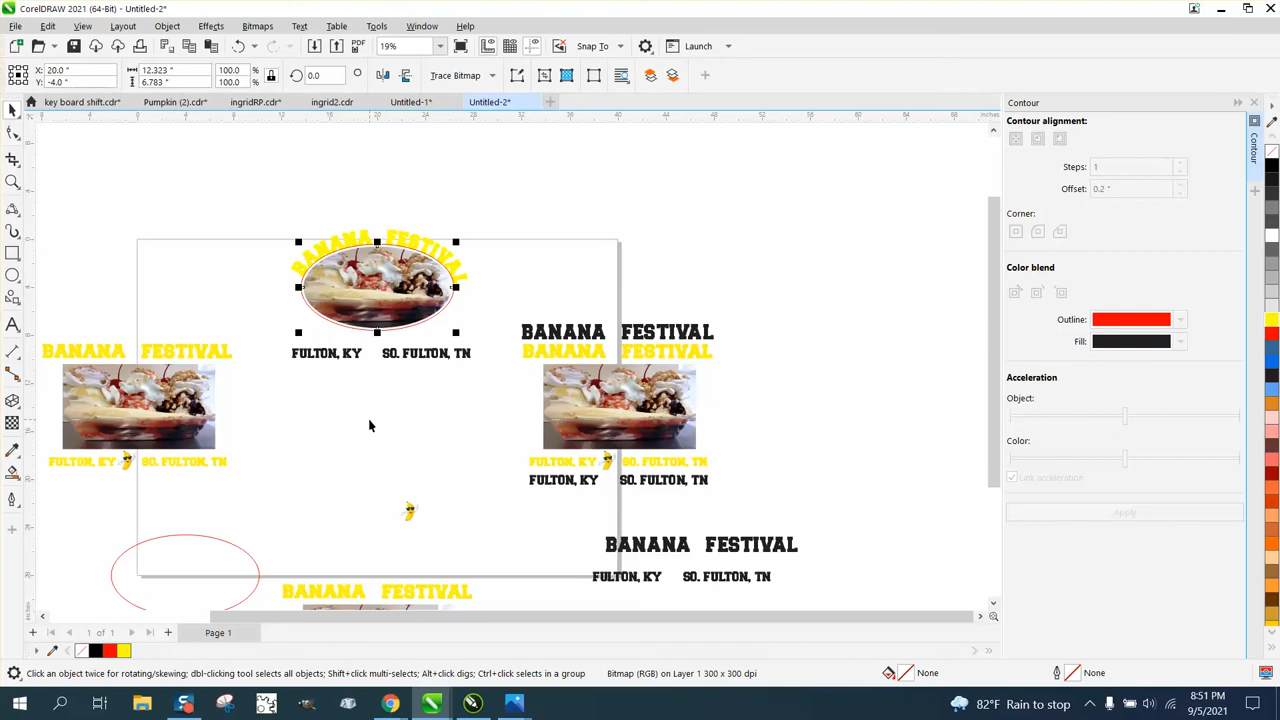 CorelDRAW 2021 (64-Bit) - Untitled-2*
File Edit View Layout Object Effects Bitmaps Text Table Tools Window Help
19% PDF Snap To Launch
X: 20.0 " 12.323 " 100.0 % 0.0 Trace Bitmap
Y: -4.0 " 6.783 " 100.0 %
key board shift.cdr* Pumpkin (2).cdr* ingridRP.cdr* ingrid2.cdr Untitled-1* Untitled-2*
inches
Contour
Contour alignment:
Steps: 1
Offset: 0.2 "
Corner:
Color blend
Outline:
Fill:
Acceleration
Object:
Color:
Link acceleration
Apply
Contour
BANANA FESTIVAL
FULTON, KY SO. FULTON, TN
BANANA FESTIVAL
FULTON, KY SO. FULTON, TN
BANANA FESTIVAL
BANANA FESTIVAL
FULTON, KY SO. FULTON, TN
FULTON, KY SO. FULTON, TN
BANANA FESTIVAL
FULTON, KY SO. FULTON, TN
BANANA FESTIVAL
1 of 1 Page 1
Click an object twice for rotating/skewing; dbl-clicking tool selects all objects; Shift+click multi-selects; Alt+click digs; Ctrl+click selects in a group Bitmap (RGB) on Layer 1 300 x 300 dpi None None
82°F Rain to stop 8:51 PM
9/5/2021